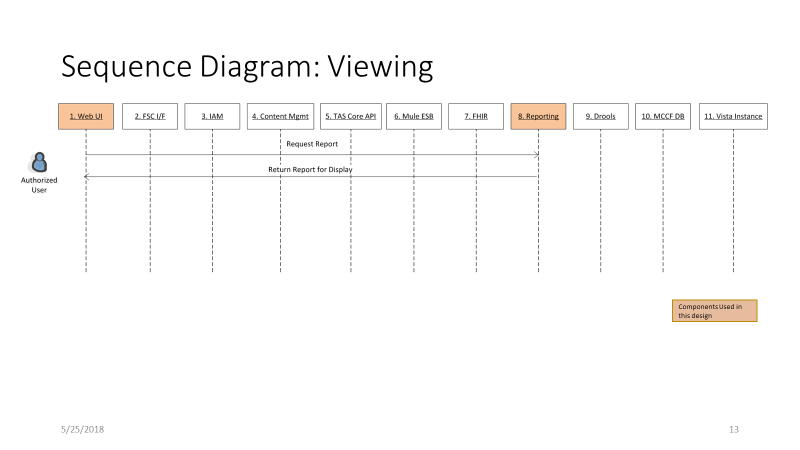 Sequence Diagram: Viewing
1. Web UI
2. FSC I/F
3. IAM
4. Content Mgmt
5. TAS Core API
6. Mule ESB
7. FHIR
8. Reporting
9. Drools
10. MCCF DB
11. Vista Instance
Request Report
Return Report for Display
Authorized
User
Components Used in
this design
5/25/2018
13